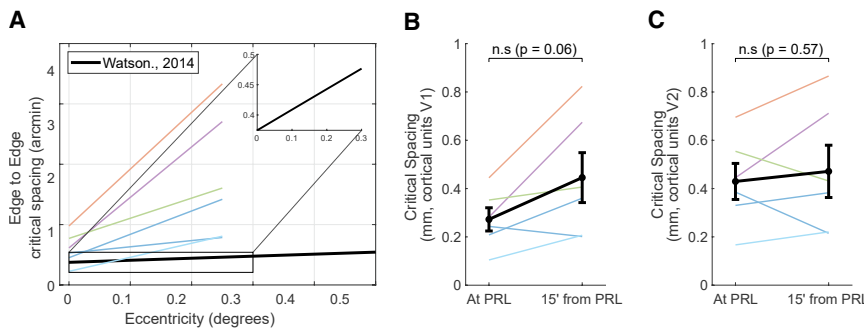 A
Edge to Edge
critical spacing (arcmin)
4
3
2
1
0
Watson., 2014
0.5
0.45
0.4
0 0.1 0.2 0.3
0 0.1 0.2 0.3 0.3 0.4 0.5
Eccentricity (degrees)
B
n.s (p = 0.06)
Critical Spacing
(mm, cortical units V1)
1
0.8
0.6
0.4
0.2
0
At PRL 15' from PRL
C
n.s (p = 0.57)
Critical Spacing
(mm, cortical units V2)
1
0.8
0.6
0.4
0.2
0
At PRL 15' from PRL